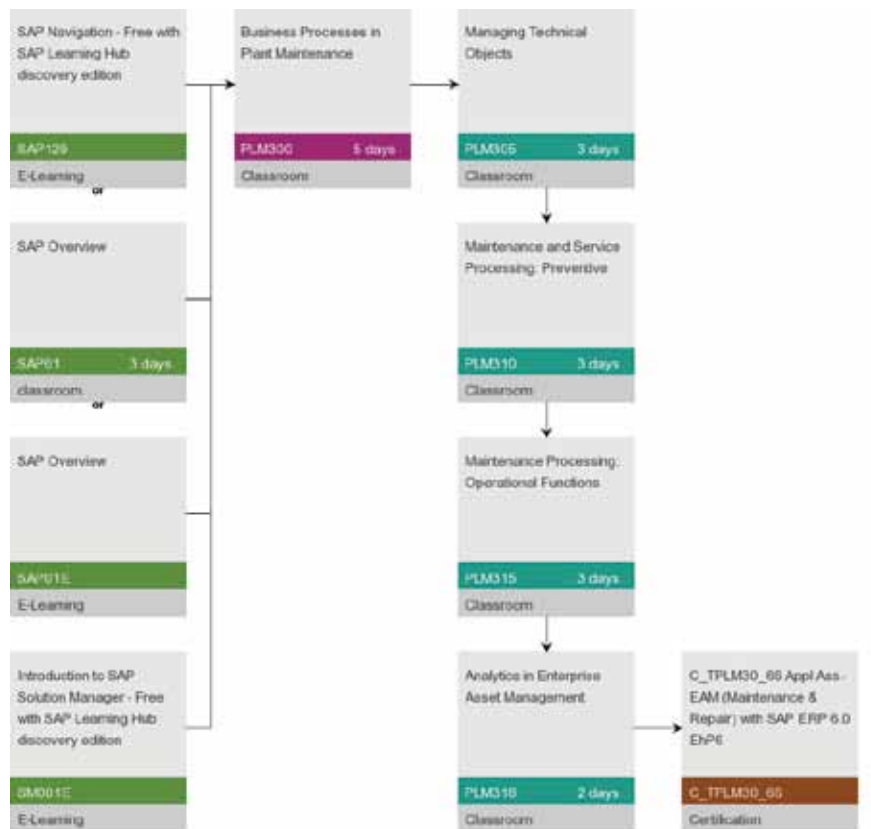 SAP Navigation - Free with
SAP Learning Hub
discovery edition
SAP129
E-Learning
or
SAP Overview
SAP01 3 days
classroom
or
SAP Overview
SAP01E
E-Learning
Introduction to SAP
Solution Manager - Free
with SAP Learning Hub
discovery edition
SM001E
E-Learning
Business Processes in
Plant Maintenance
PLM300 5 days
Classroom
Managing Technical
Objects
PLM305 3 days
Classroom
Maintenance and Service
Processing: Preventive
PLM310 3 days
Classroom
Maintenance Processing:
Operational Functions
PLM315 3 days
Classroom
Analytics in Enterprise
Asset Management
PLM316 2 days
Classroom
C_TPLM30_66 Appl Ass -
EAM (Maintenance &
Repair) with SAP ERP 6.0
EhP6
C_TPLM30_66
Certification